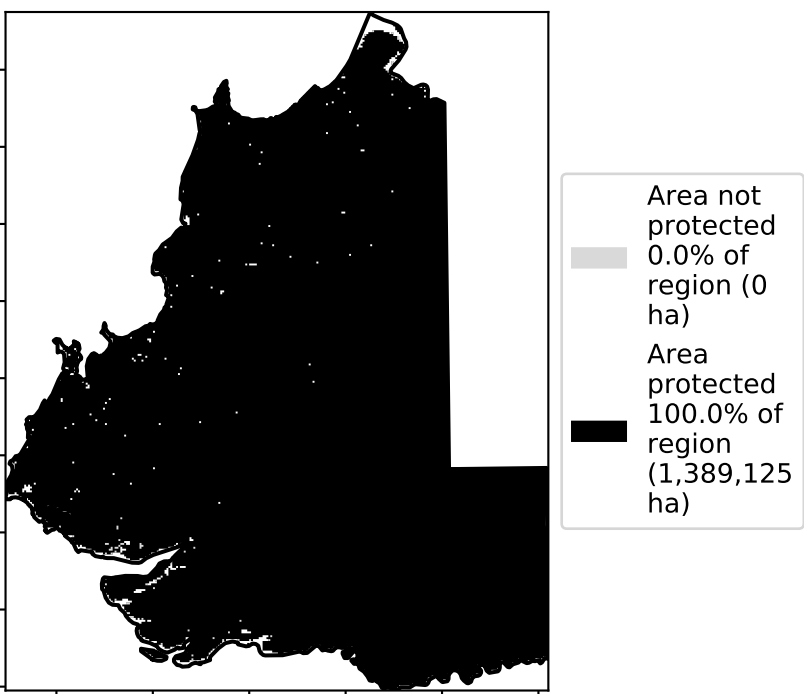 Area not
protected
0.0% of
region (0
ha)
Area
protected
100.0% of
region
(1,389,125
ha)